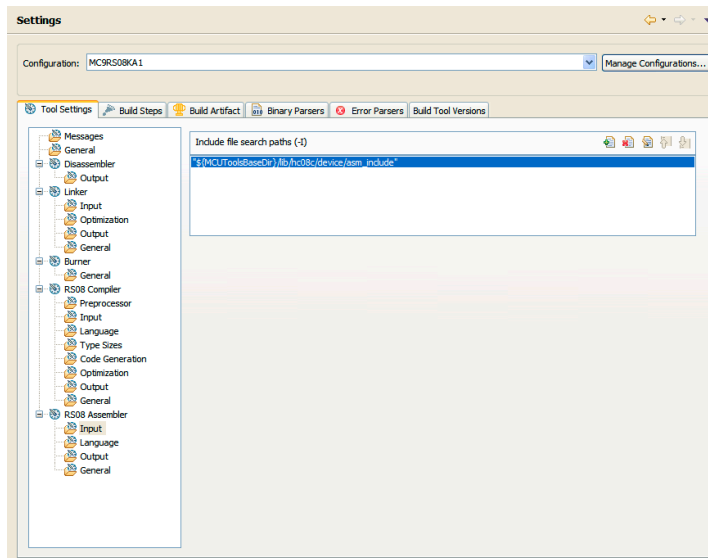 Settings
Configuration: MC9RS08KA1 Manage Configurations...
Tool Settings Build Steps Build Artifact Binary Parsers Error Parsers Build Tool Versions
Messages
General
Disassembler
Output
Linker
Input
Optimization
Output
General
Burner
General
RS08 Compiler
Preprocessor
Input
Language
Type Sizes
Code Generation
Optimization
Output
General
RS08 Assembler
Input
Language
Output
General
Include file search paths (-I)
"${MCUToolsBaseDir}/lib/hc08c/device/asm_include"